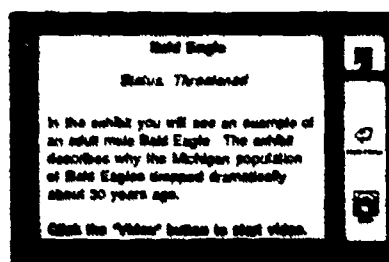 Bald Eagle
Status: Threatened
In the exhibit you will see an example of
an adult male Bald Eagle. The exhibit
describes why the Michigan population
of Bald Eagles dropped dramatically
about 30 years ago.
Click the "Video" button to start video.